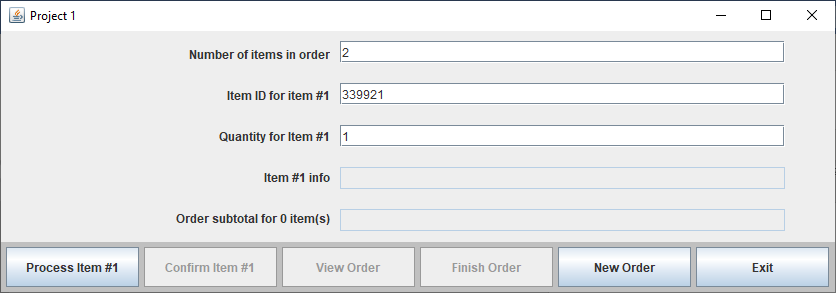 Project 1
Number of items in order 2
Item ID for item #1 339921
Quantity for Item #1 1
Item #1 info
Order subtotal for 0 item(s)
Process Item #1 Confirm Item #1 View Order Finish Order New Order Exit